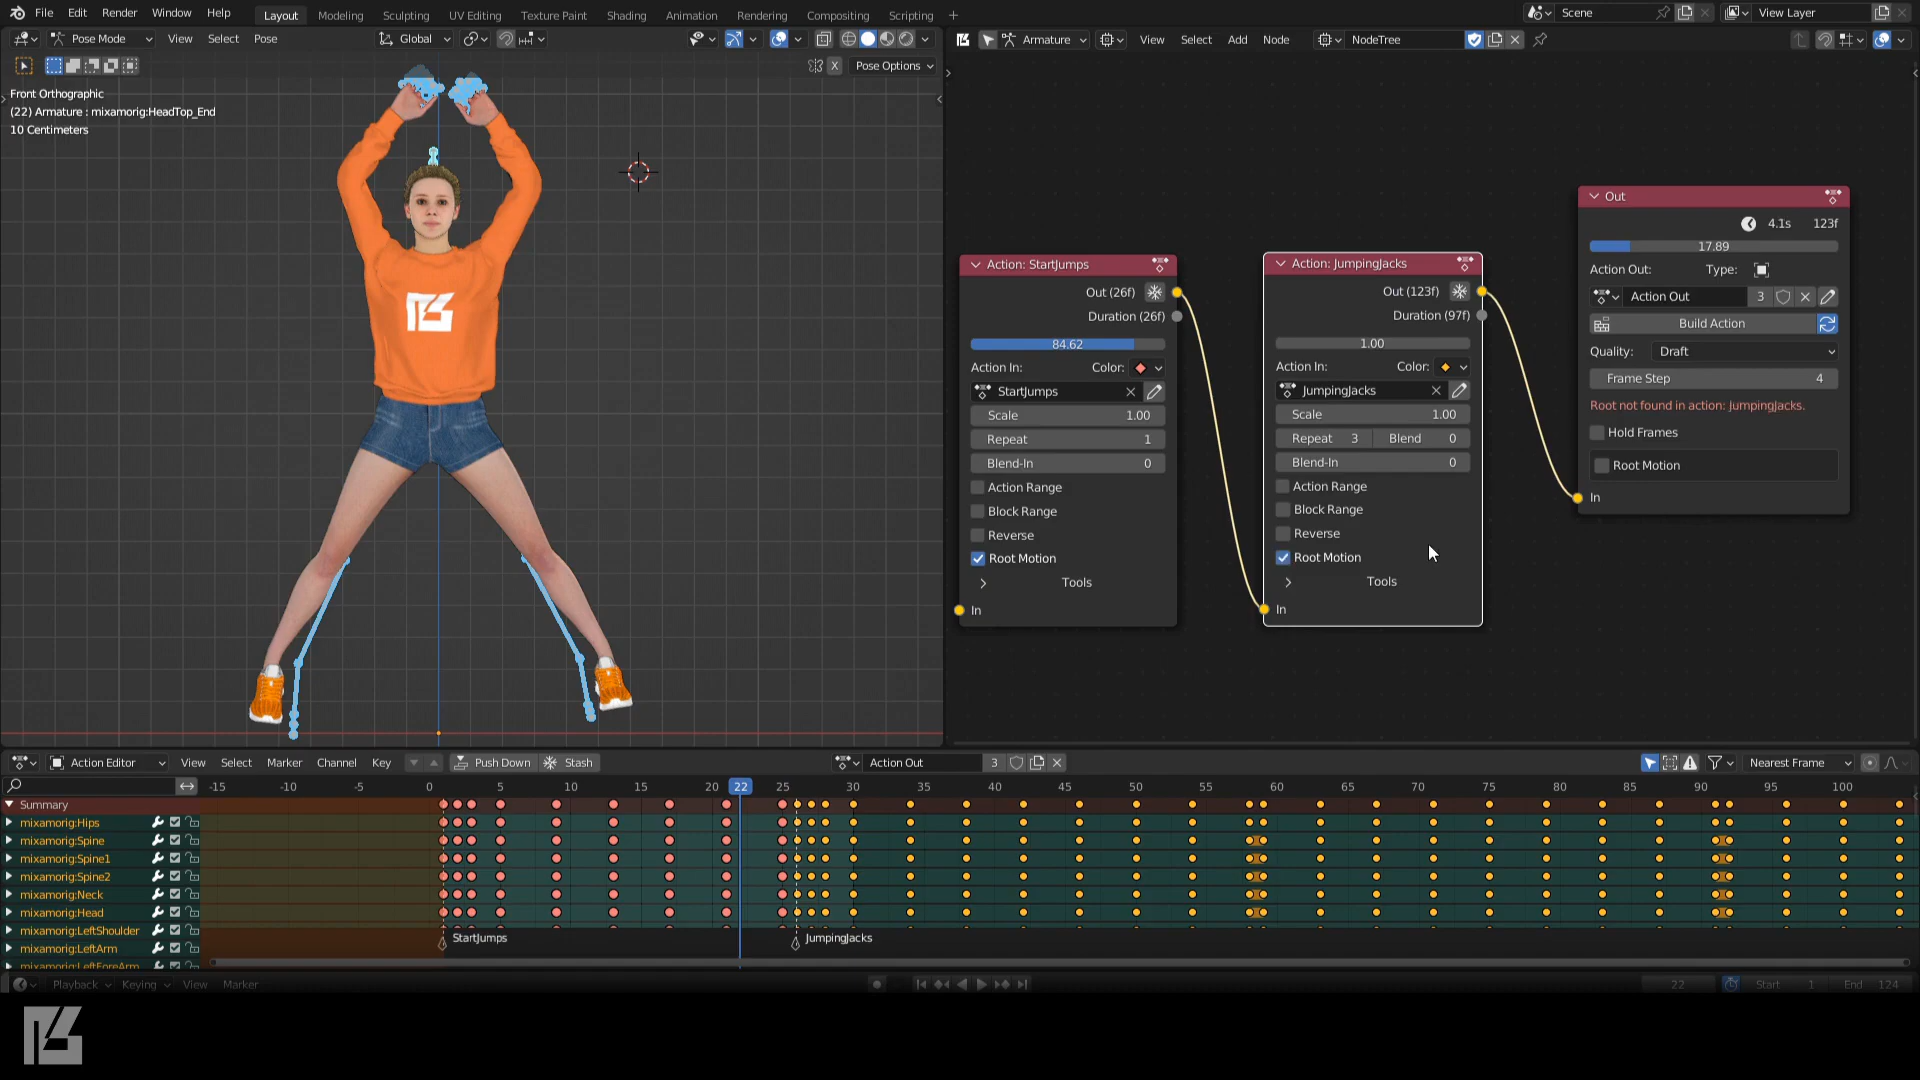 File Edit Render Window Help Layout Modeling Sculpting UV Editing Texture Paint Shading Animation Rendering Compositing Scripting + Scene View Layer
Pose Mode View Select Pose Global Armature View Select Add Node NodeTree
X Pose Options
Front Orthographic
(22) Armature : mixamorig:HeadTop_End
10 Centimeters
Action: StartJumps
Out (26f)
Duration (26f)
84.62
Action In: Color:
StartJumps
Scale 1.00
Repeat 1
Blend-In 0
Action Range
Block Range
Reverse
Root Motion
Tools
In
Action: JumpingJacks
Out (123f)
Duration (97f)
1.00
Action In: Color:
JumpingJacks
Scale 1.00
Repeat 3 Blend 0
Blend-In 0
Action Range
Block Range
Reverse
Root Motion
Tools
In
Out
4.1s 123f
17.89
Action Out: Type:
Action Out 3
Build Action
Quality: Draft
Frame Step 4
Root not found in action: JumpingJacks.
Hold Frames
Root Motion
In
Action Editor View Select Marker Channel Key Push Down Stash Action Out 3 Nearest Frame
-15 -10 -5 0 5 10 15 20 22 25 30 35 40 45 50 55 60 65 70 75 80 85 90 95 100
Summary
mixamorig:Hips
mixamorig:Spine
mixamorig:Spine1
mixamorig:Spine2
mixamorig:Neck
mixamorig:Head
mixamorig:LeftShoulder
mixamorig:LeftArm
mixamorig:LeftForeArm
StartJumps JumpingJacks
Playback Keying View Marker 22 Start 1 End 124